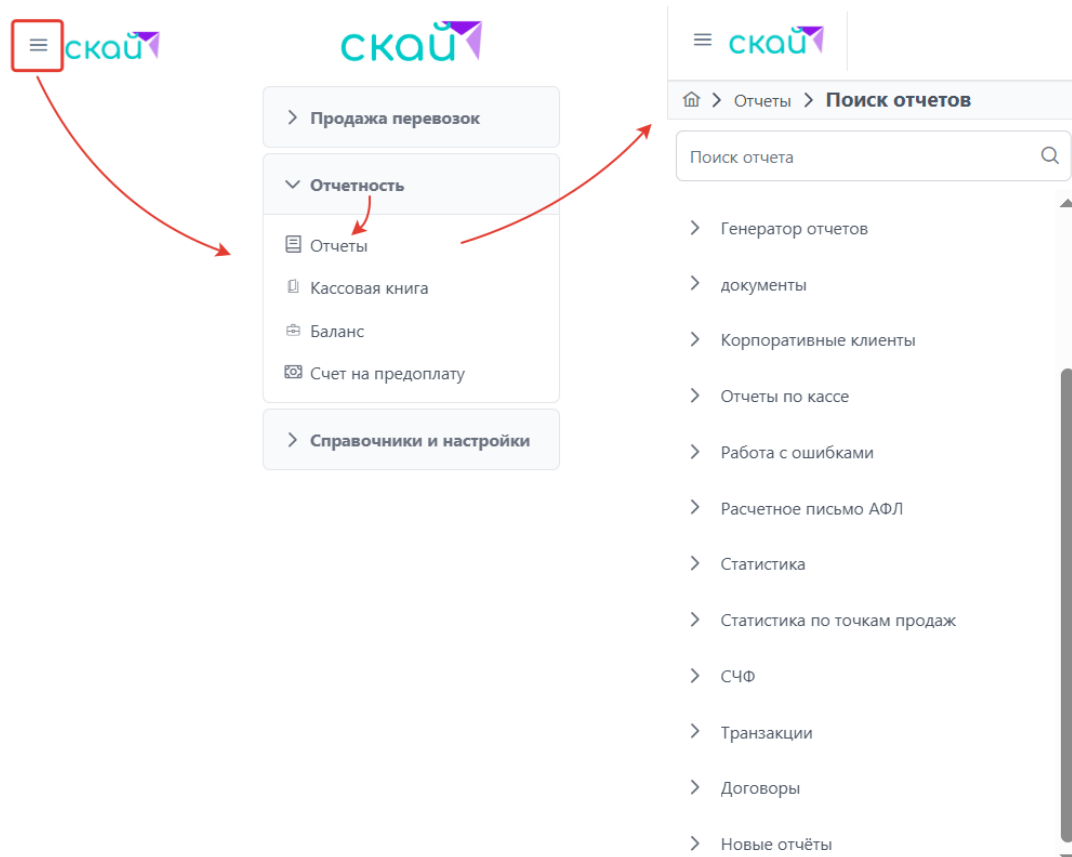 скай
скай
Продажа перевозок
Отчетность
Отчеты
Кассовая книга
Баланс
Счет на предоплату
Справочники и настройки
скай
Отчеты
Поиск отчетов
Поиск отчета
Генератор отчетов
документы
Корпоративные клиенты
Отчеты по кассе
Работа с ошибками
Расчетное письмо АФЛ
Статистика
Статистика по точкам продаж
СЧФ
Транзакции
Договоры
Новые отчёты